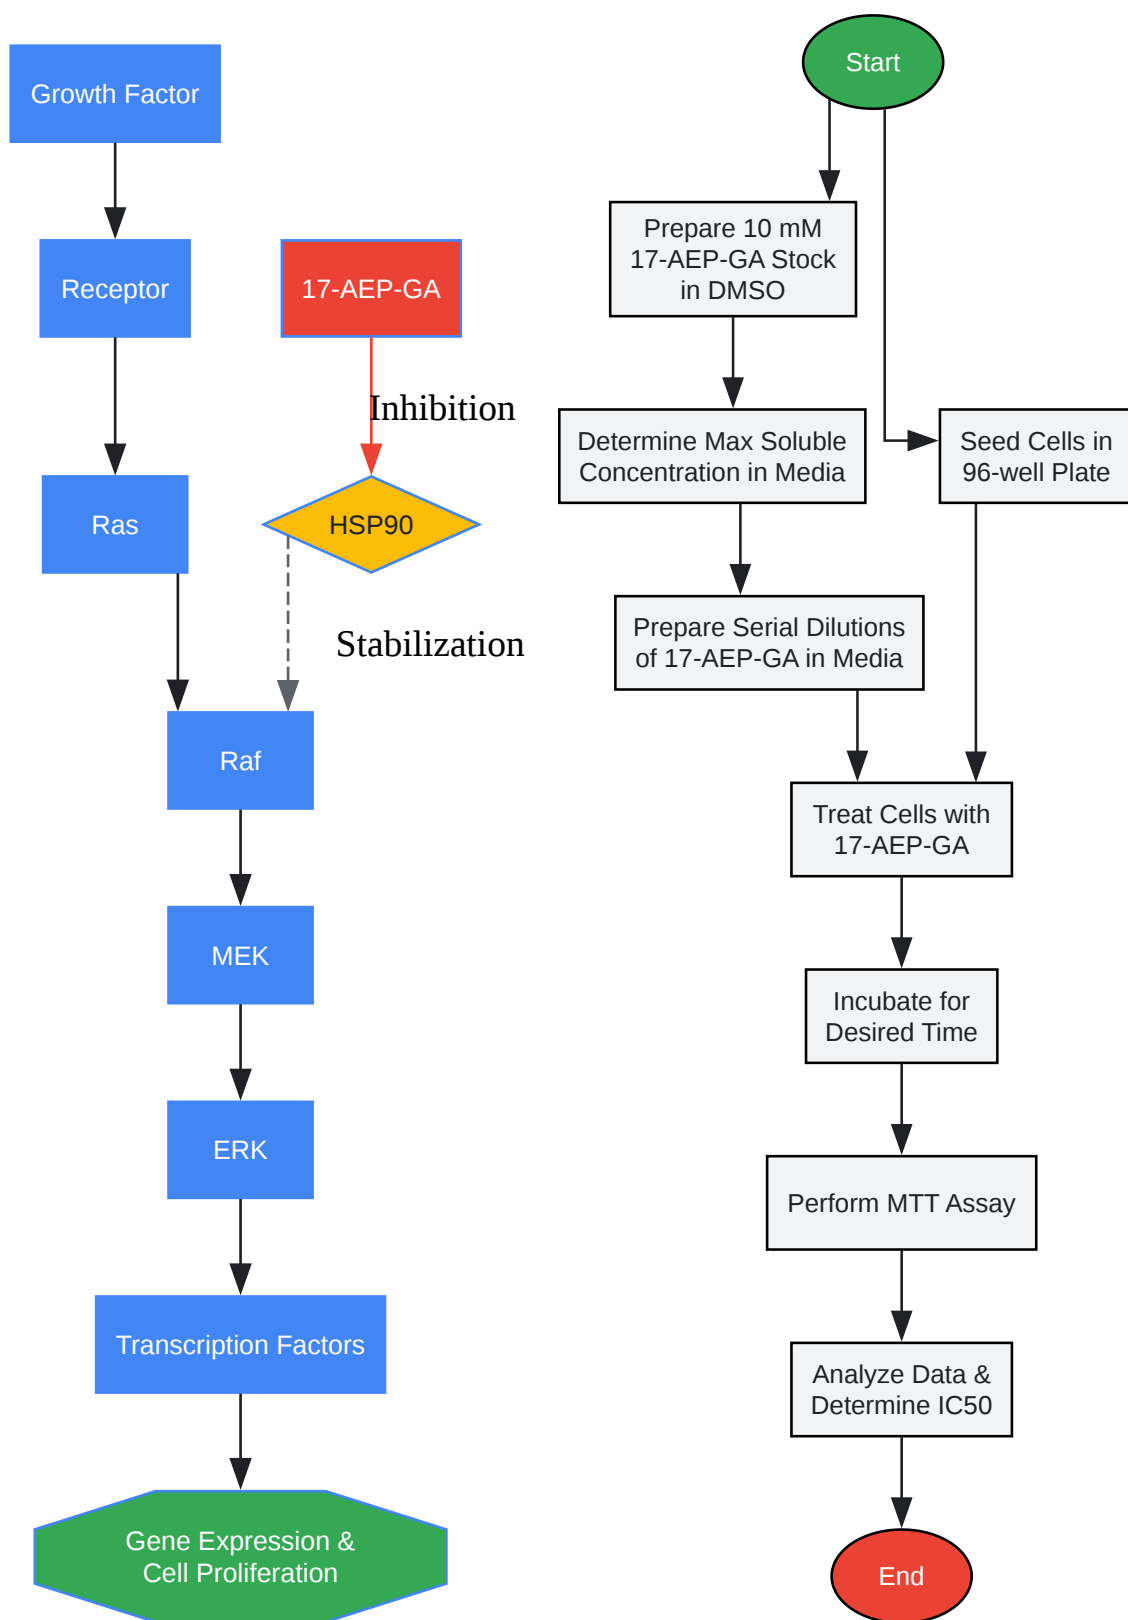 Growth Factor
Receptor
17-AEP-GA
Inhibition
Ras
HSP90
Stabilization
Raf
MEK
ERK
Transcription Factors
Gene Expression &
Cell Proliferation
Start
Prepare 10 mM
17-AEP-GA Stock
in DMSO
Determine Max Soluble
Concentration in Media
Seed Cells in
96-well Plate
Prepare Serial Dilutions
of 17-AEP-GA in Media
Treat Cells with
17-AEP-GA
Incubate for
Desired Time
Perform MTT Assay
Analyze Data &
Determine IC50
End